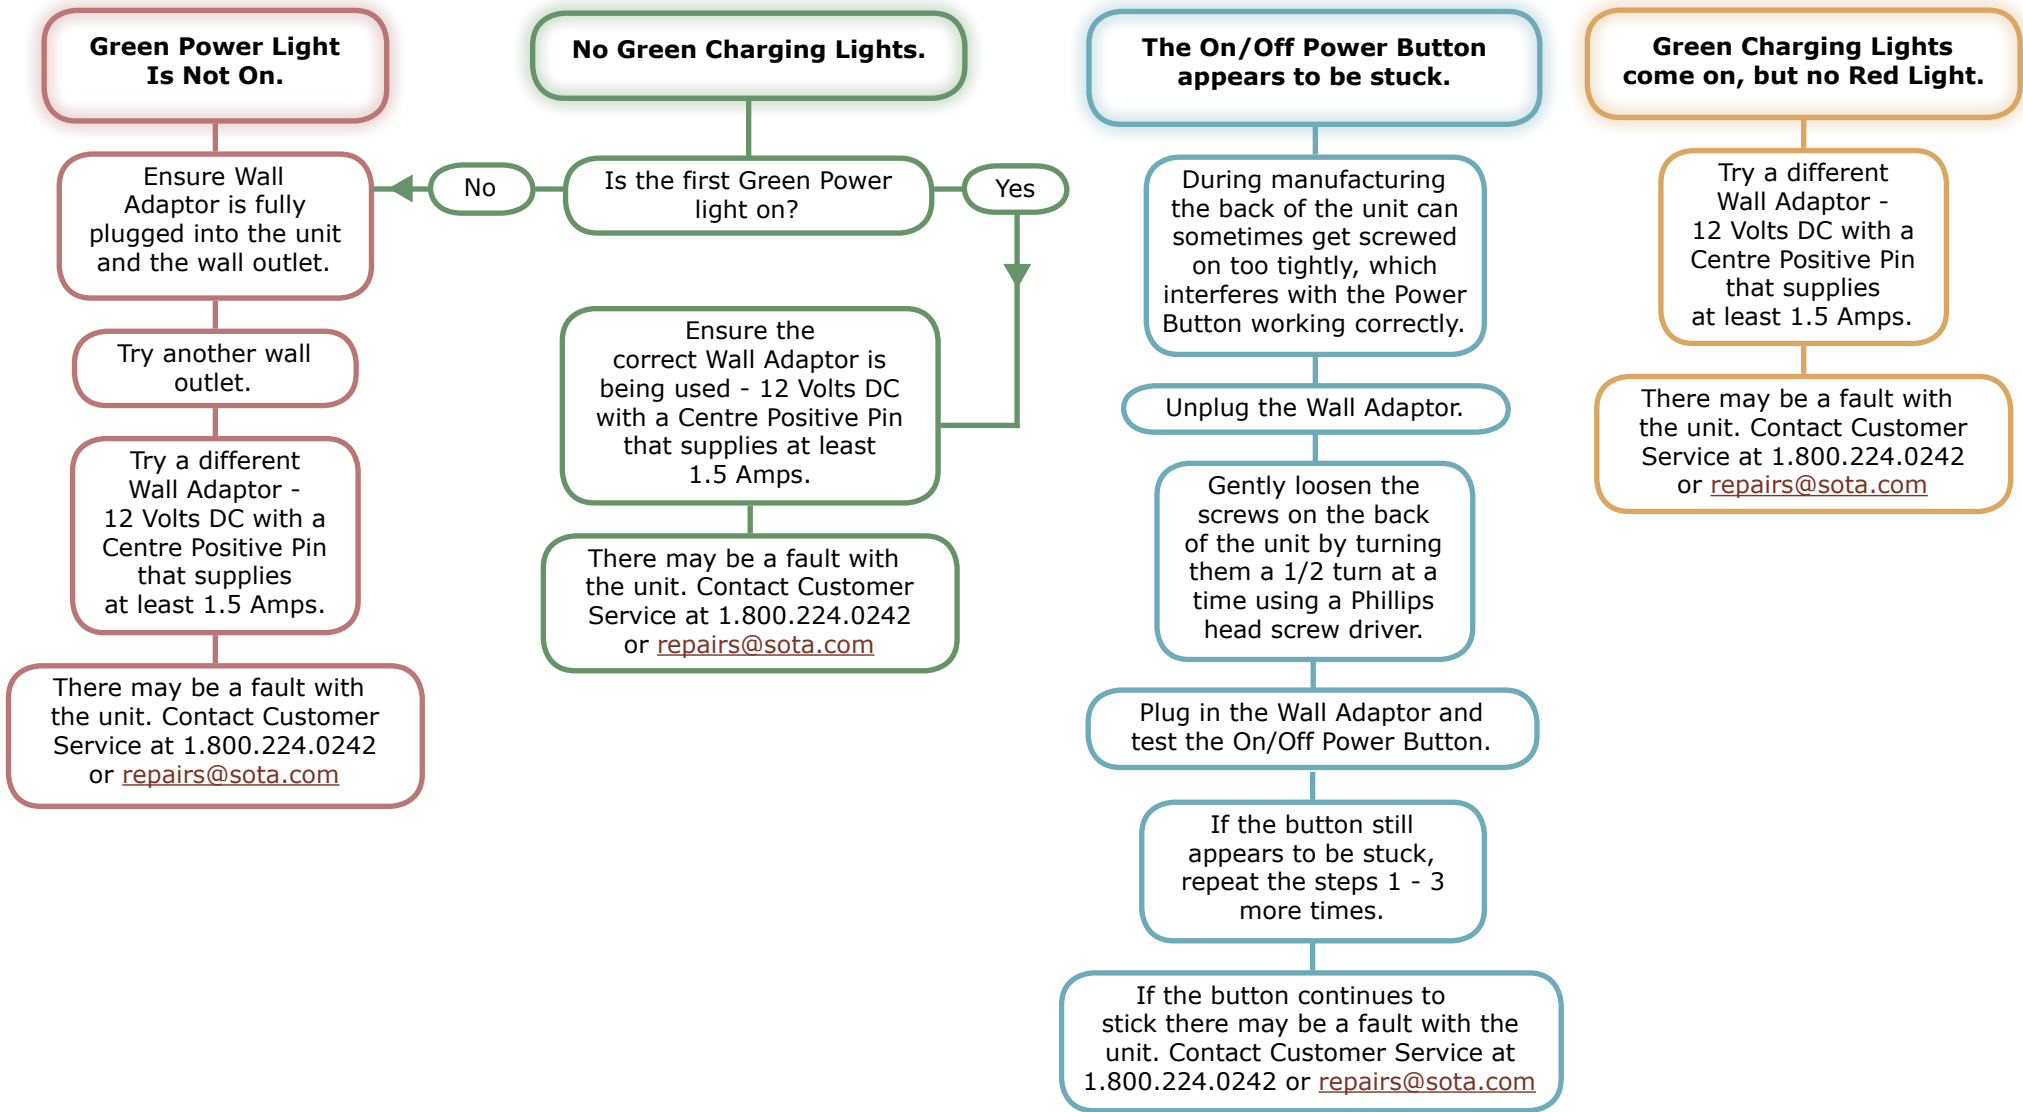 Green Power Light
Is Not On.
Ensure Wall
Adaptor is fully
plugged into the unit
and the wall outlet.
Try another wall
outlet.
Try a different
Wall Adaptor -
12 Volts DC with a
Centre Positive Pin
that supplies
at least 1.5 Amps.
There may be a fault with
the unit. Contact Customer
Service at 1.800.224.0242
or repairs@sota.com
No Green Charging Lights.
Is the first Green Power
light on?
No
Yes
Ensure the
correct Wall Adaptor is
being used - 12 Volts DC
with a Centre Positive Pin
that supplies at least
1.5 Amps.
There may be a fault with
the unit. Contact Customer
Service at 1.800.224.0242
or repairs@sota.com
The On/Off Power Button
appears to be stuck.
During manufacturing
the back of the unit can
sometimes get screwed
on too tightly, which
interferes with the Power
Button working correctly.
Unplug the Wall Adaptor.
Gently loosen the
screws on the back
of the unit by turning
them a 1/2 turn at a
time using a Phillips
head screw driver.
Plug in the Wall Adaptor and
test the On/Off Power Button.
If the button still
appears to be stuck,
repeat the steps 1 - 3
more times.
If the button continues to
stick there may be a fault with the
unit. Contact Customer Service at
1.800.224.0242 or repairs@sota.com
Green Charging Lights
come on, but no Red Light.
Try a different
Wall Adaptor -
12 Volts DC with a
Centre Positive Pin
that supplies
at least 1.5 Amps.
There may be a fault with
the unit. Contact Customer
Service at 1.800.224.0242
or repairs@sota.com